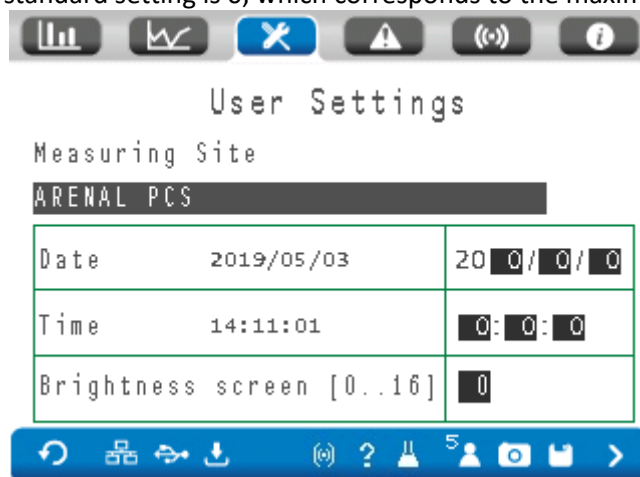 standard setting is 0, which corresponds to the maxim
User Settings
Measuring Site
ARENAL PCS
Date 2019/05/03 20 0/ 0/ 0
Time 14:11:01 0: 0: 0
Brightness screen [0..16] 0
? 5